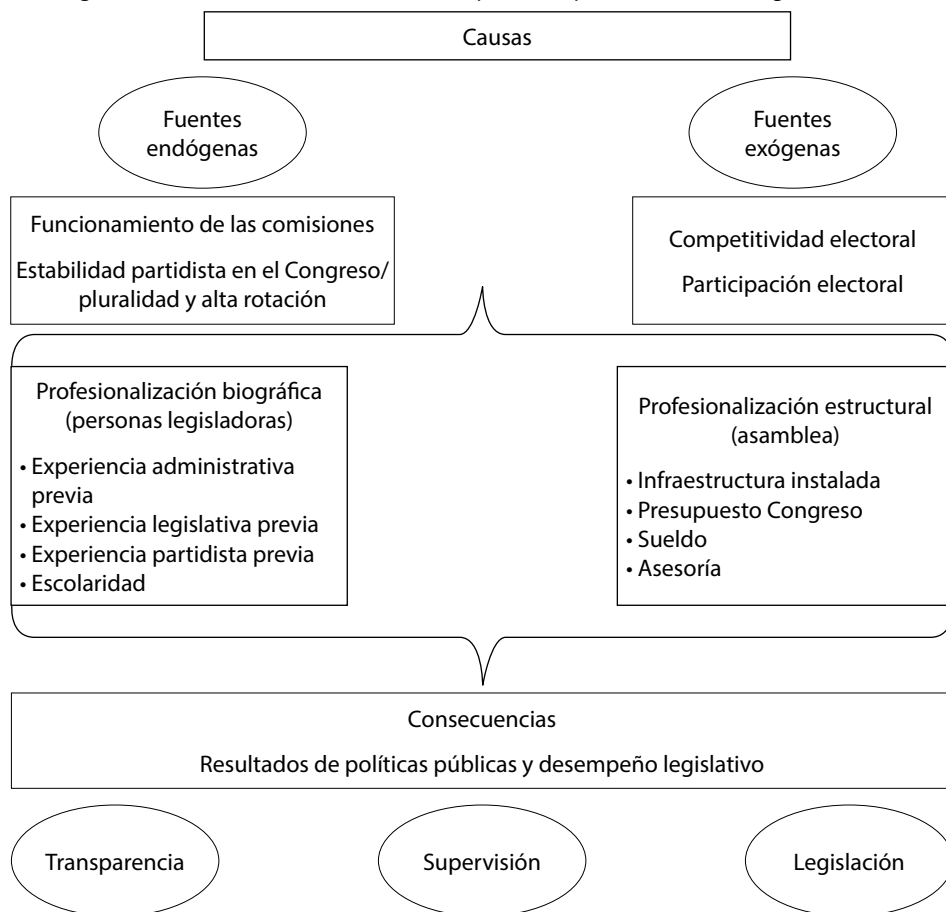 Causas
Fuentes
endógenas
Fuentes
exógenas
Funcionamiento de las comisiones
Estabilidad partidista en el Congreso/
pluralidad y alta rotación
Competitividad electoral
Participación electoral
Profesionalización biográfica
(personas legisladoras)
• Experiencia administrativa
previa
• Experiencia legislativa previa
• Experiencia partidista previa
• Escolaridad
Profesionalización estructural
(asamblea)
• Infraestructura instalada
• Presupuesto Congreso
• Sueldo
• Asesoría
Consecuencias
Resultados de políticas públicas y desempeño legislativo
Transparencia
Supervisión
Legislación